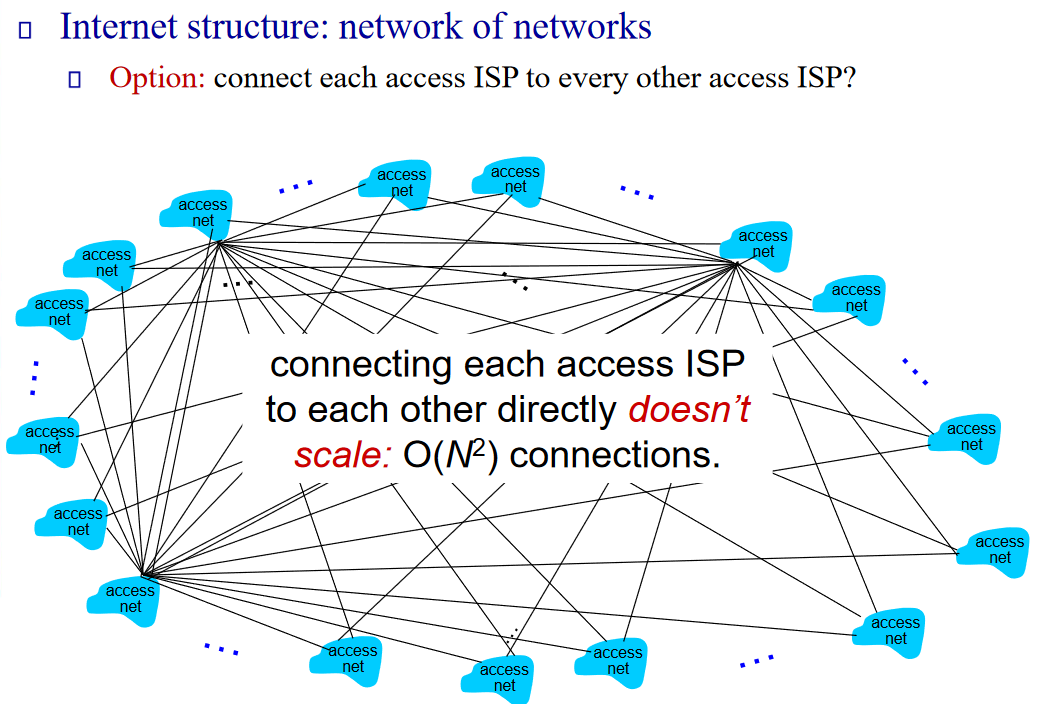 Internet structure: network of networks
Option: connect each access ISP to every other access ISP?
access
net
access
net
access
net
access
net
access
net
access
net
access
net
connecting each access ISP
to each other directly doesn't
scale: O(N²) connections.
access
net
access
net
access
net
access
net
access
net
access
net
access
net
access
net
access
net